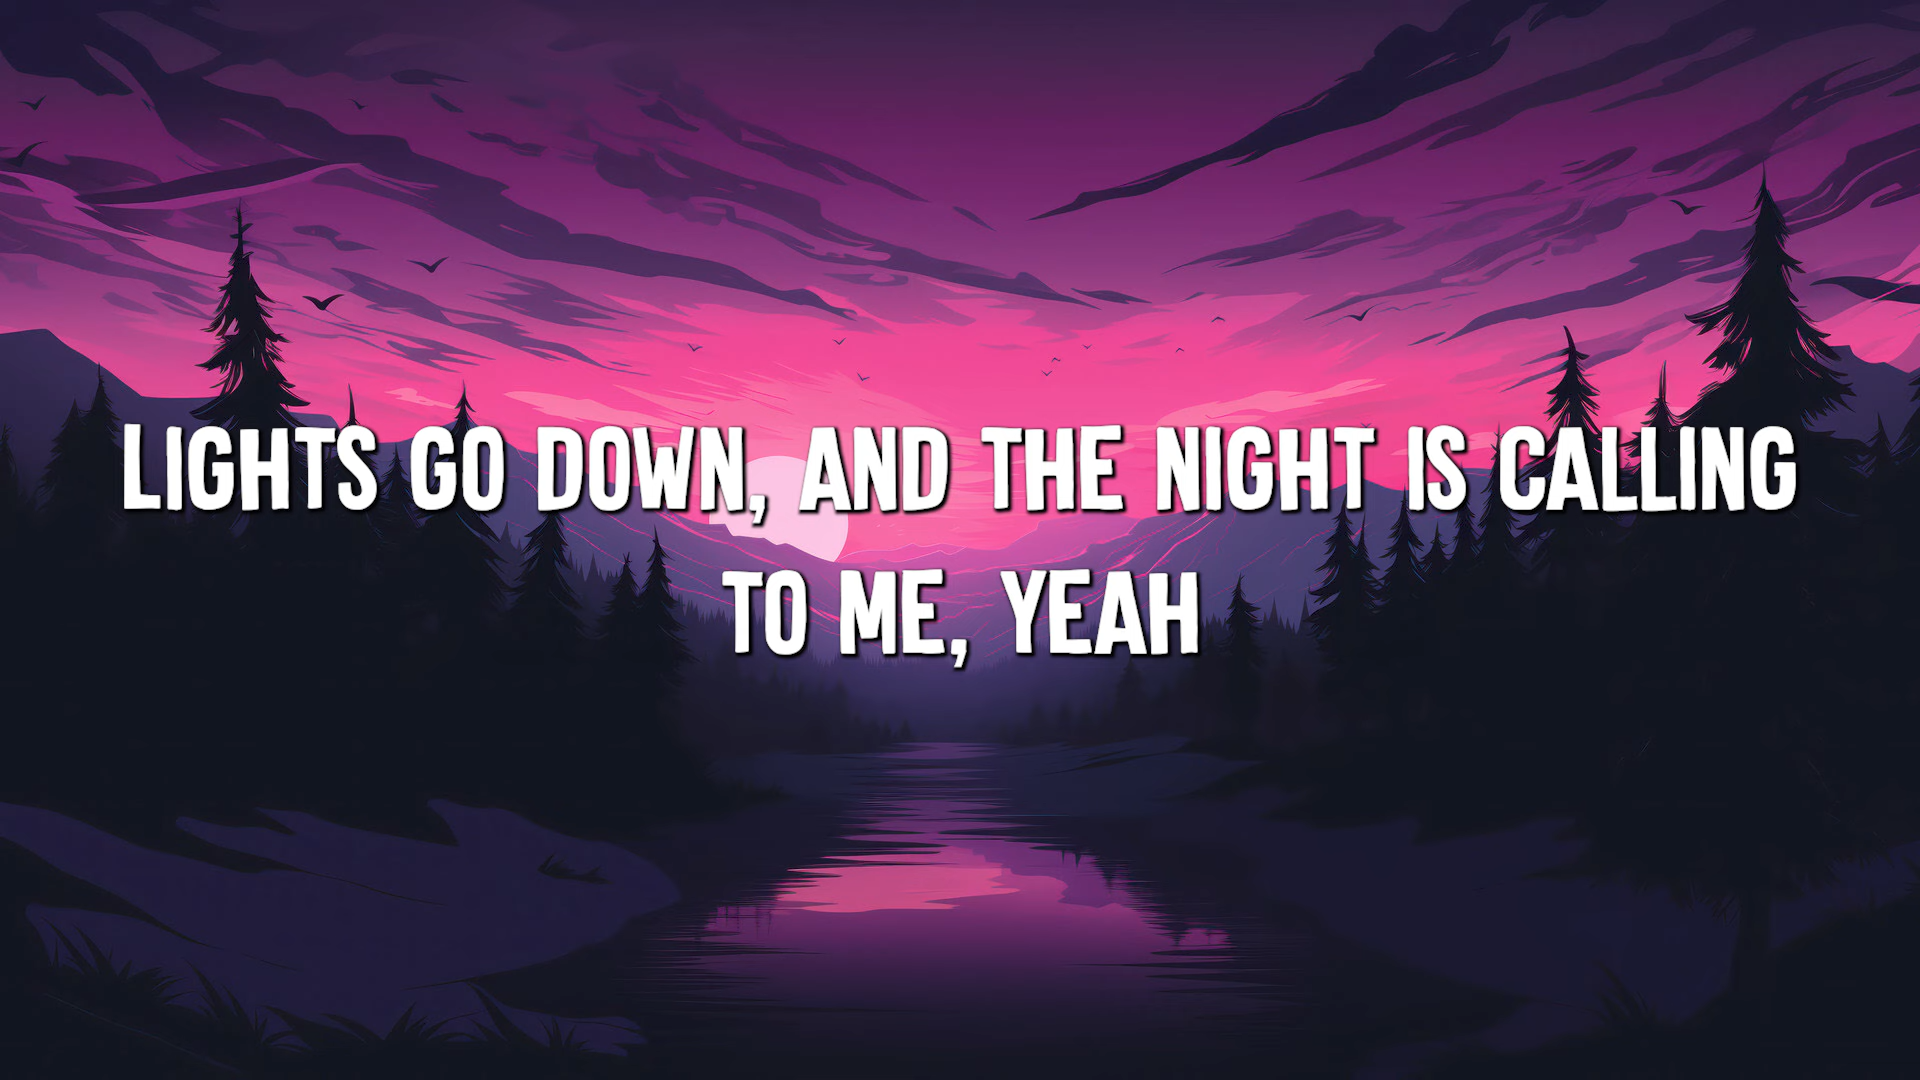 LIGHTS GO DOWN, AND THE NIGHT IS CALLING
TO ME, YEAH